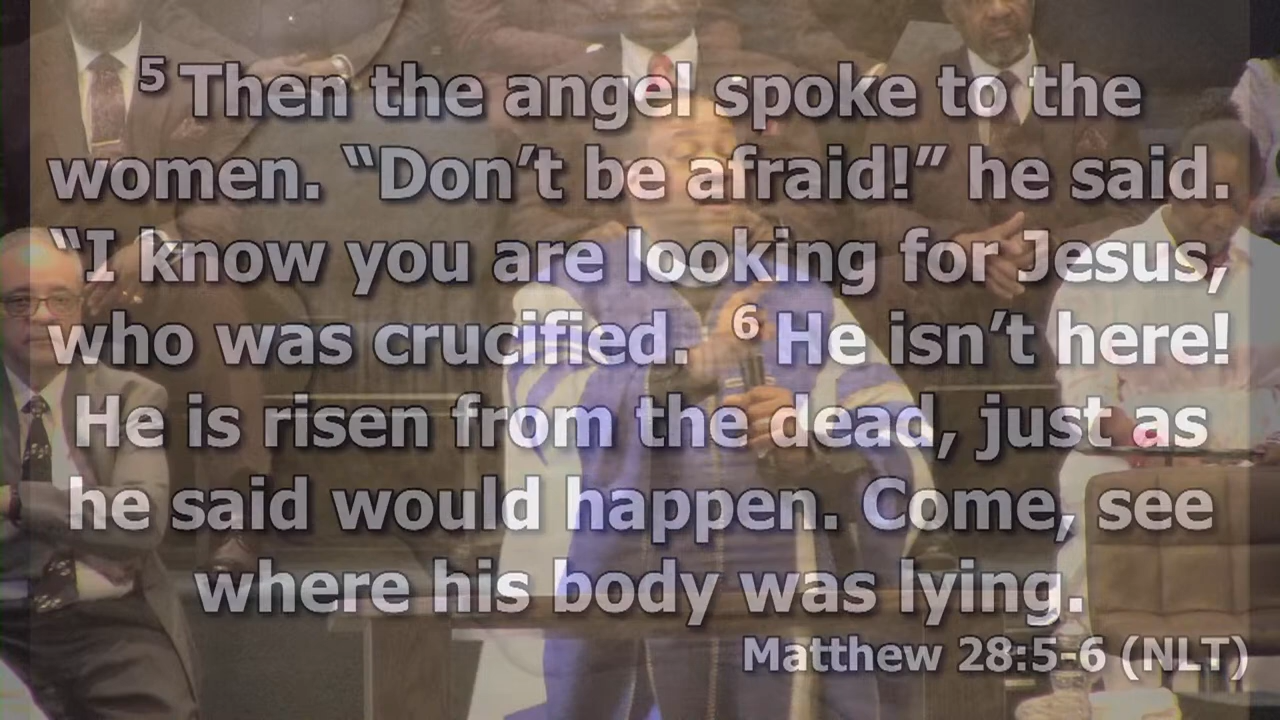 5 Then the angel spoke to the
women. “Don’t be afraid!” he said.
“I know you are looking for Jesus,
who was crucified. 6 He isn’t here!
He is risen from the dead, just as
he said would happen. Come, see
where his body was lying.
Matthew 28:5-6 (NLT)